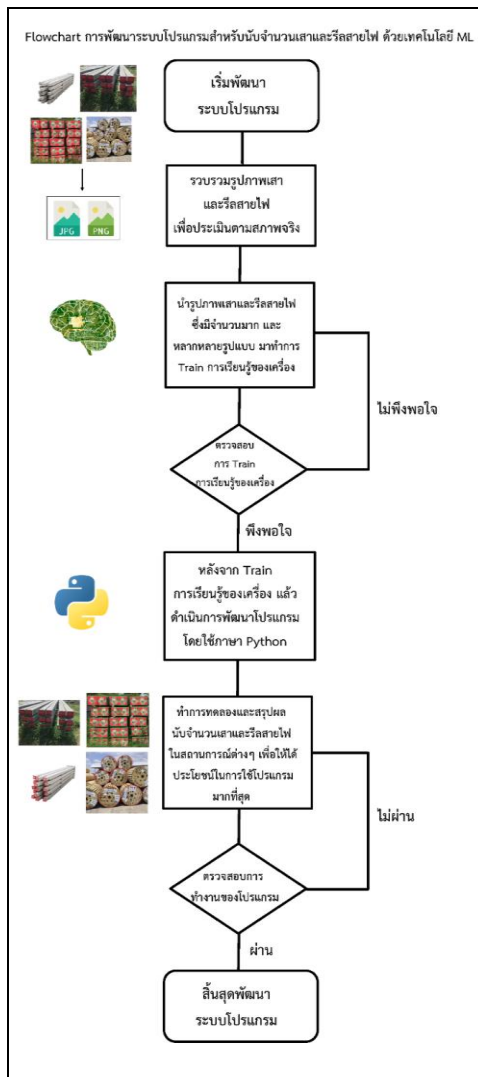 Flowchart การพัฒนาระบบโปรแกรมสำหรับนับจำนวนเสาและรีลสายไฟ ด้วยเทคโนโลยี ML
เริ่มพัฒนา
ระบบโปรแกรม
รวบรวมรูปภาพเสา
และรีลสายไฟ
เพื่อประเมินตามสภาพจริง
JPG
PNG
นำรูปภาพเสาและรีลสายไฟ
ซึ่งมีจำนวนมาก และ
หลากหลายรูปแบบ มาทำการ
Train การเรียนรู้ของเครื่อง
ไม่พึงพอใจ
ตรวจสอบ
การ Train
การเรียนรู้ของเครื่อง
พึงพอใจ
หลังจาก Train
การเรียนรู้ของเครื่อง แล้ว
ดำเนินการพัฒนาโปรแกรม
โดยใช้ภาษา Python
ทำการทดลองและสรุปผล
นับจำนวนเสาและรีลสายไฟ
ในสถานการณ์ต่างๆ เพื่อให้ได้
ประโยชน์ในการใช้โปรแกรม
มากที่สุด
ไม่ผ่าน
ตรวจสอบการ
ทำงานของโปรแกรม
ผ่าน
สิ้นสุดพัฒนา
ระบบโปรแกรม